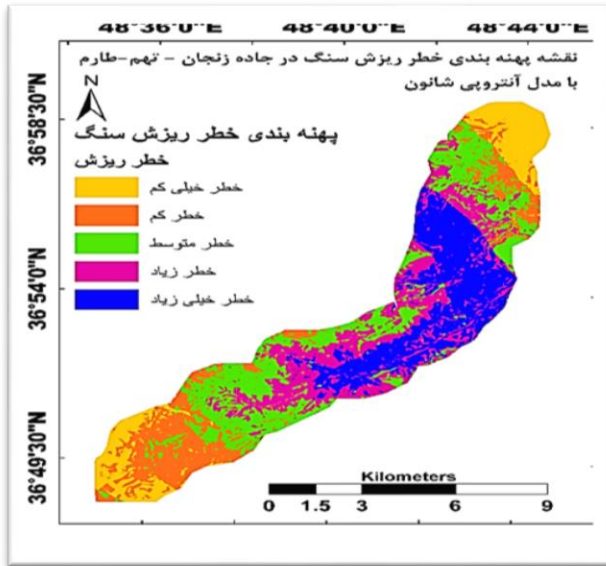 48°36'0"E 48°40'0"E 48°44'0"E
نقشه پهنه بندی خطر ریزش سنگ در جاده زنجان - تهم-طارم
با مدل آنتروپی شانون
N
پهنه بندی خطر ریزش سنگ
خطر ریزش
خطر خیلی کم
خطر کم
خطر متوسط
خطر زیاد
خطر خیلی زیاد
36°58'30"N
36°54'0"N
36°49'30"N
Kilometers
0 1.5 3 6 9